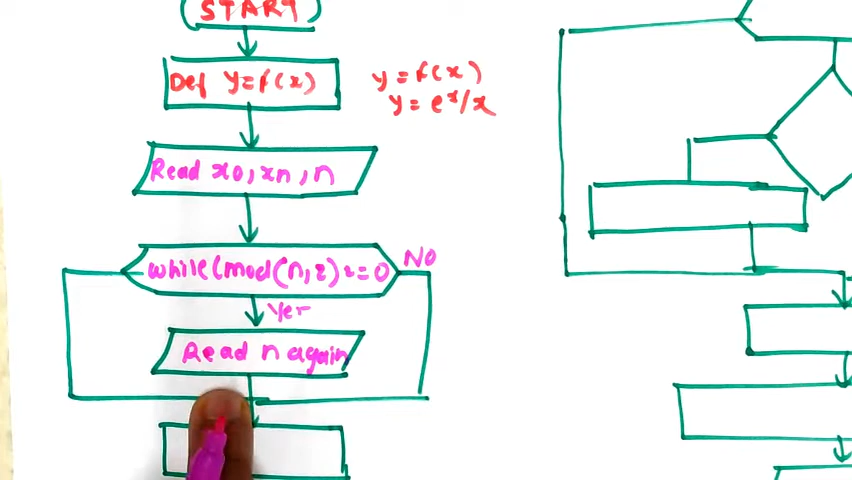 START
Def y=f(x)
y=f(x)
y=e^x/x
Read x0, xn, n
while(mod(n,2)~=0
NO
Yes
Read n again